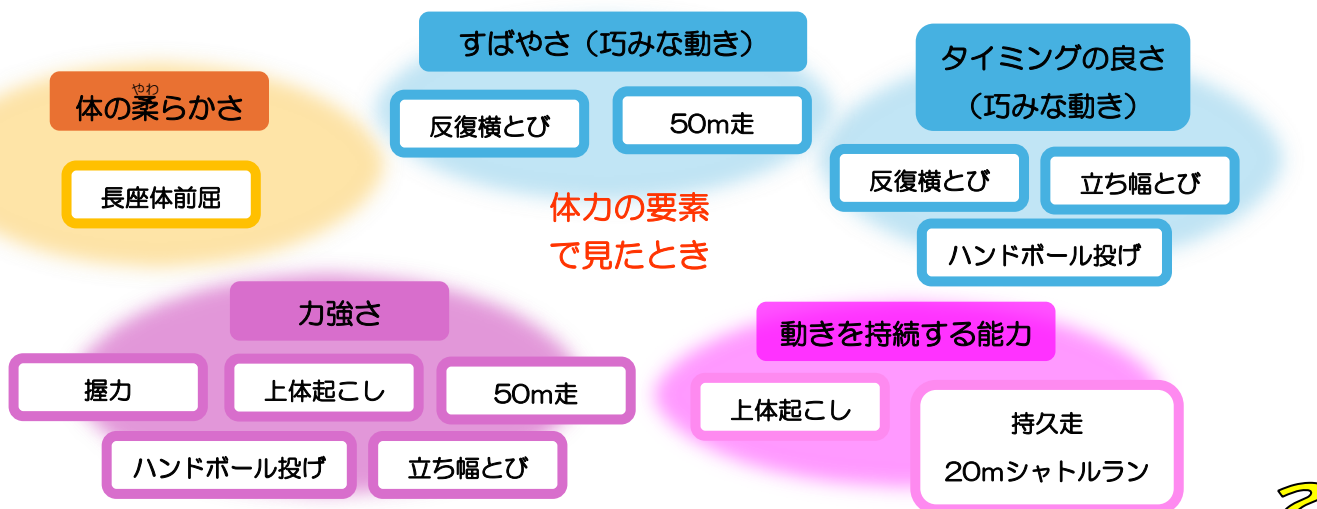 すばやさ（巧みな動き）
反復横とび
50m走
タイミングの良さ
（巧みな動き）
反復横とび
立ち幅とび
ハンドボール投げ
やわ
体の柔らかさ
長座体前屈
体力の要素
で見たとき
力強さ
握力
上体起こし
50m走
ハンドボール投げ
立ち幅とび
動きを持続する能力
上体起こし
持久走
20mシャトルラン